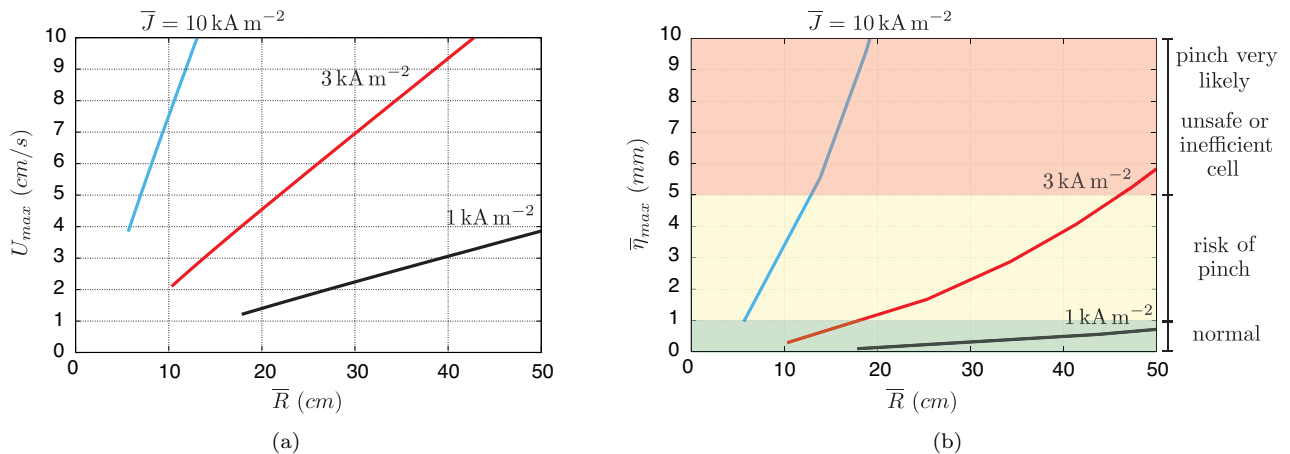 J̅ = 10 kA m⁻²
10
9
8
7
6
5
4
3
2
1
0
U_max (cm/s)
3 kA m⁻²
1 kA m⁻²
0
10
20
30
40
50
R̅ (cm)
(a)
J̅ = 10 kA m⁻²
10
9
8
7
6
5
4
3
2
1
0
η̅_max (mm)
3 kA m⁻²
1 kA m⁻²
0
10
20
30
40
50
R̅ (cm)
(b)
pinch very
likely
unsafe or
inefficient
cell
risk of
pinch
normal